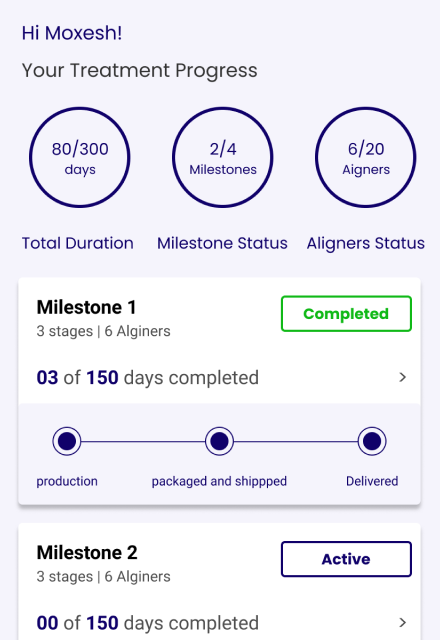 Hi Moxesh!
Your Treatment Progress
80/300 days
2/4 Milestones
6/20 Aigners
Total Duration
Milestone Status
Aligners Status
Milestone 1
Completed
3 stages | 6 Alginers
03 of 150 days completed
production
packaged and shippped
Delivered
Milestone 2
Active
3 stages | 6 Alginers
00 of 150 days completed